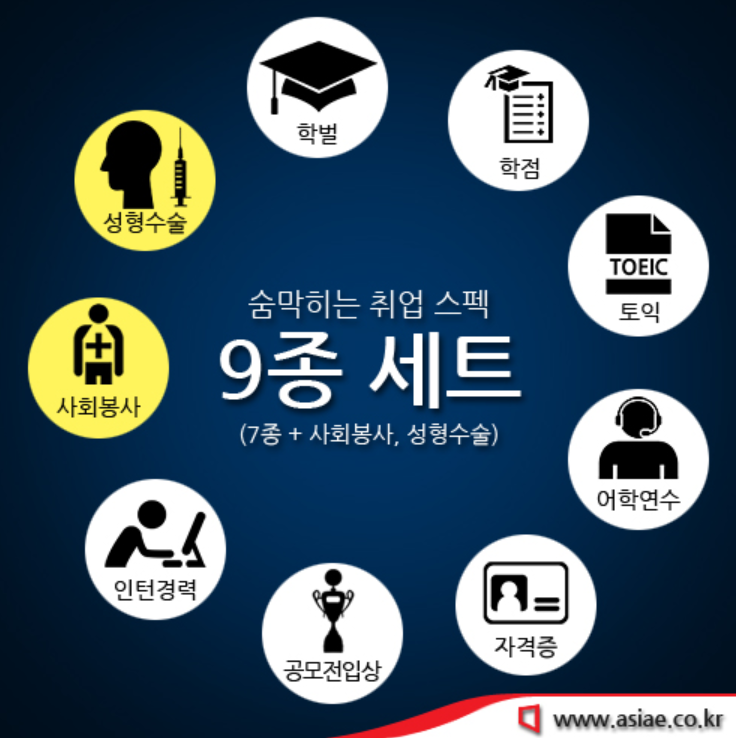 학벌
학점
TOEIC
토익
어학연수
자격증
공모전입상
인턴경력
사회봉사
성형수술
숨막히는 취업 스펙
9종 세트
(7종 + 사회봉사, 성형수술)
www.asiae.co.kr